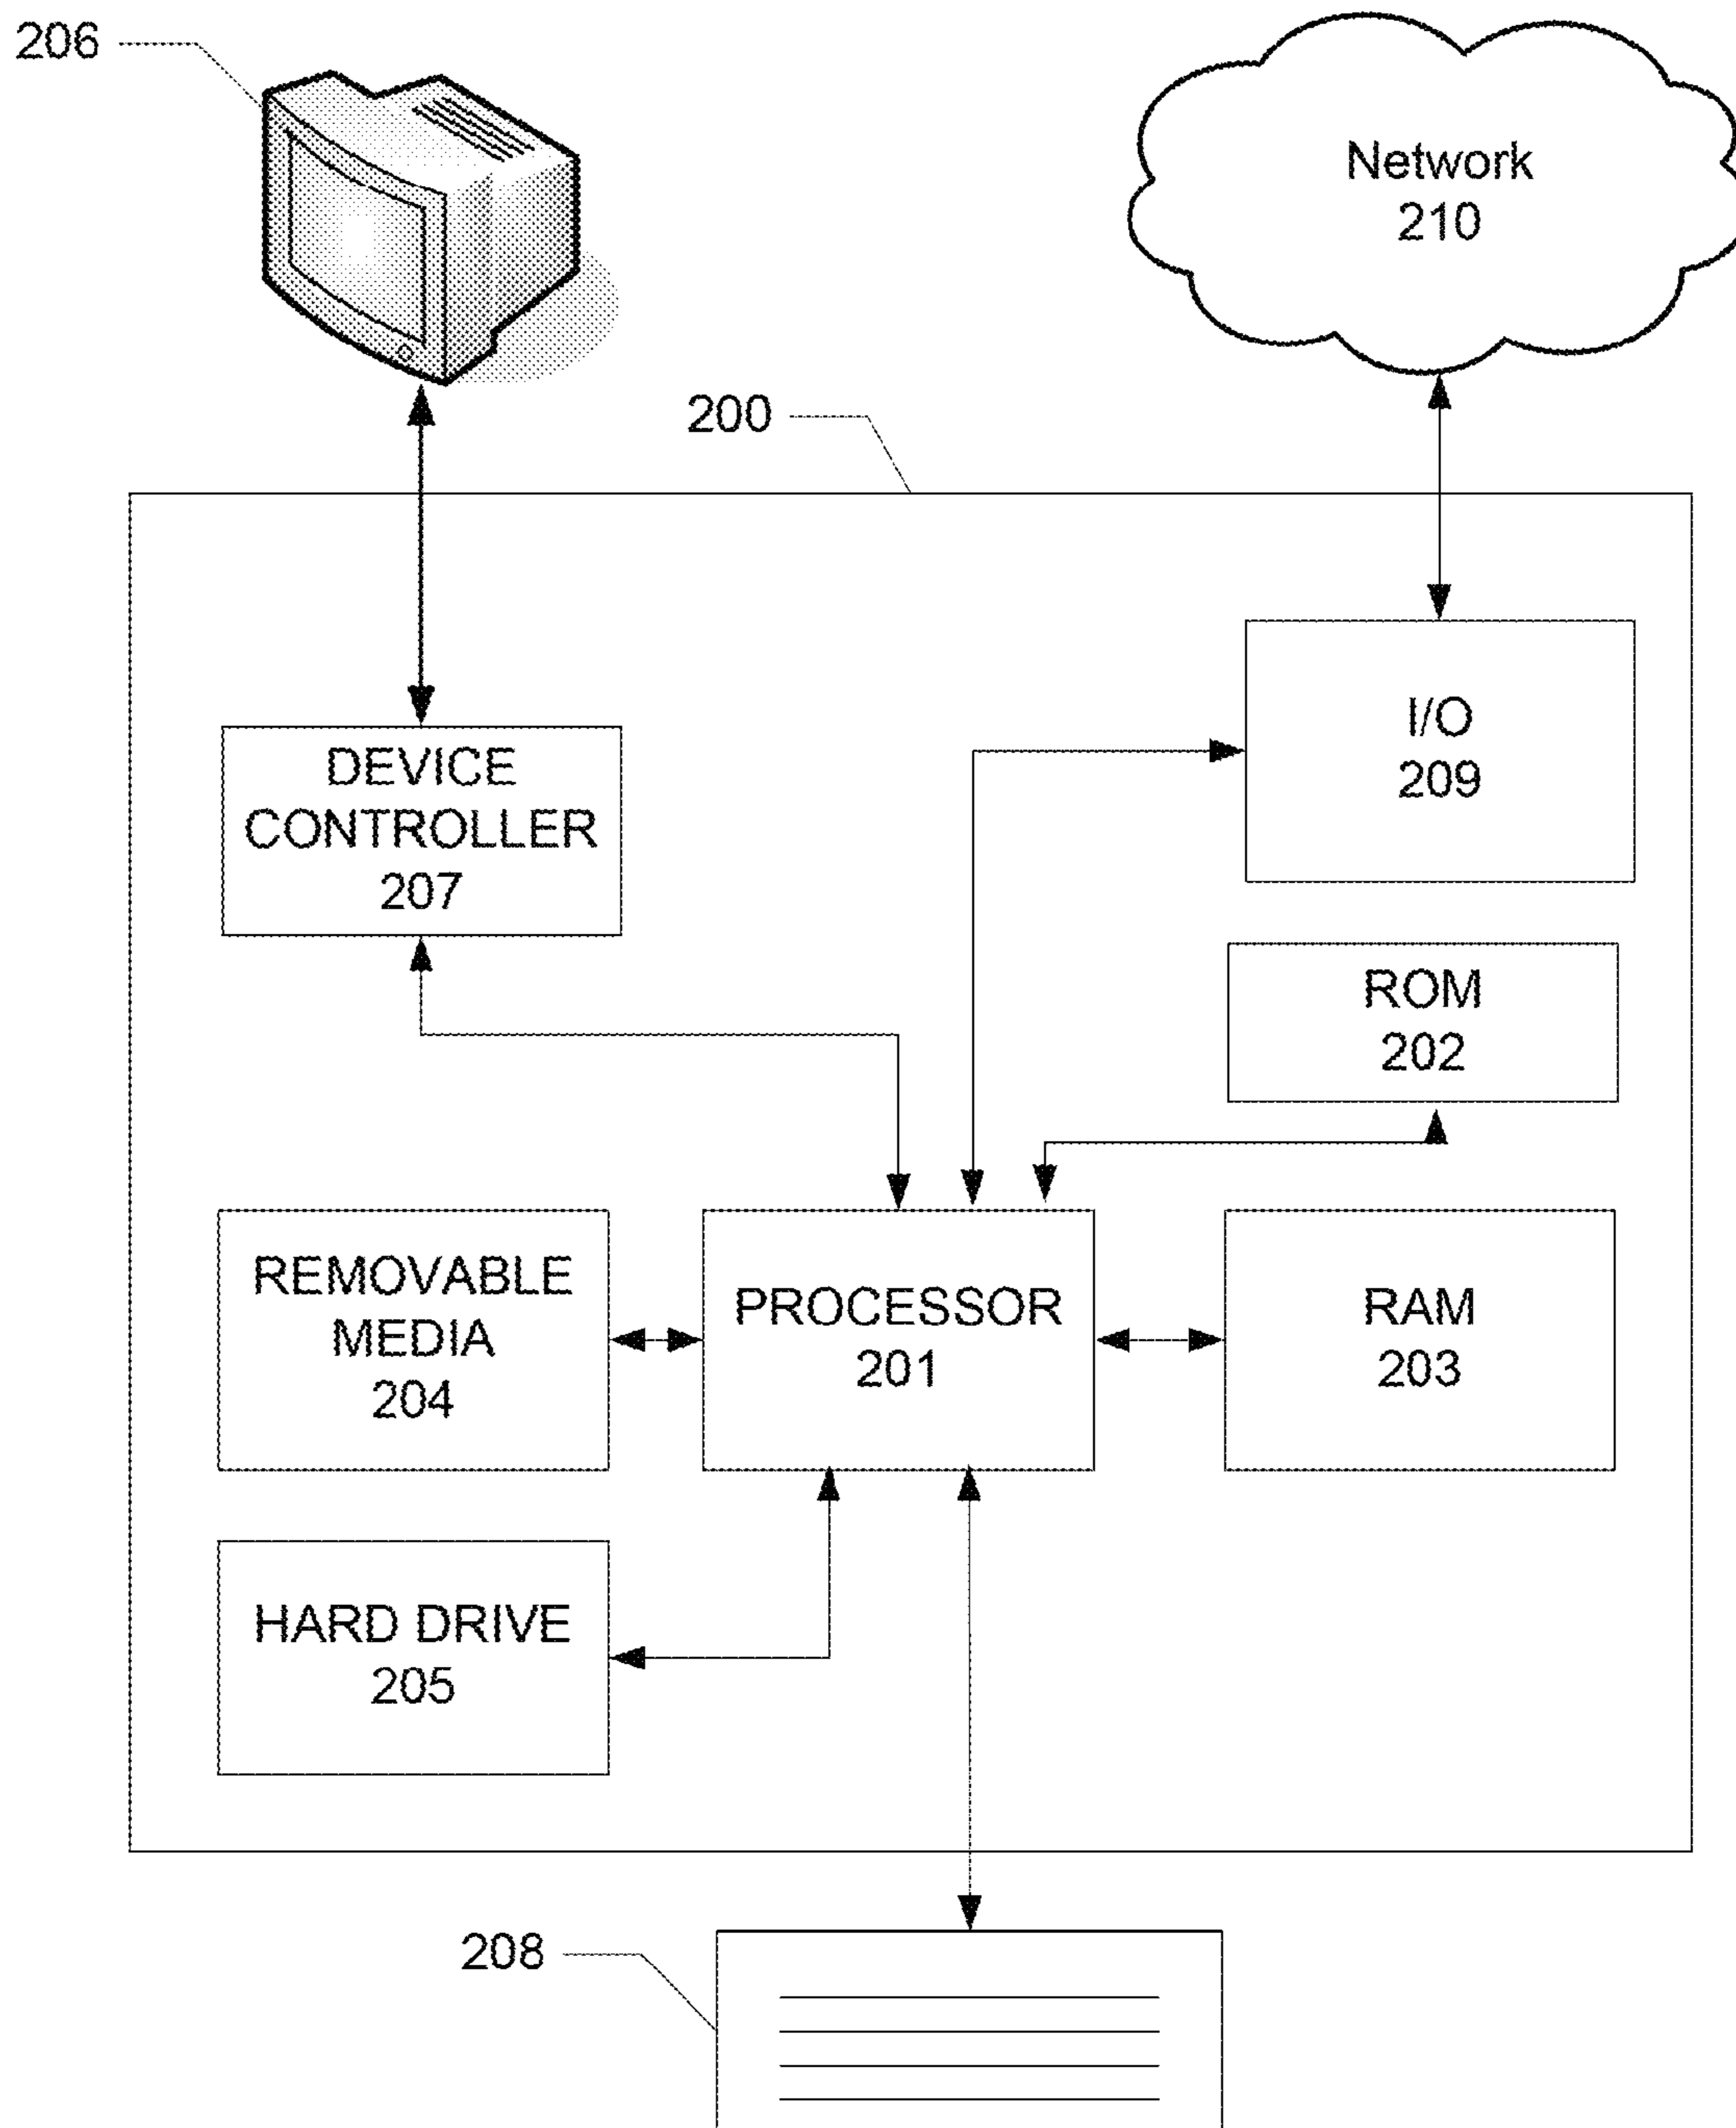 206
Network
210
200
I/O
209
DEVICE
CONTROLLER
207
ROM
202
REMOVABLE
MEDIA
204
PROCESSOR
201
RAM
203
HARD DRIVE
205
208